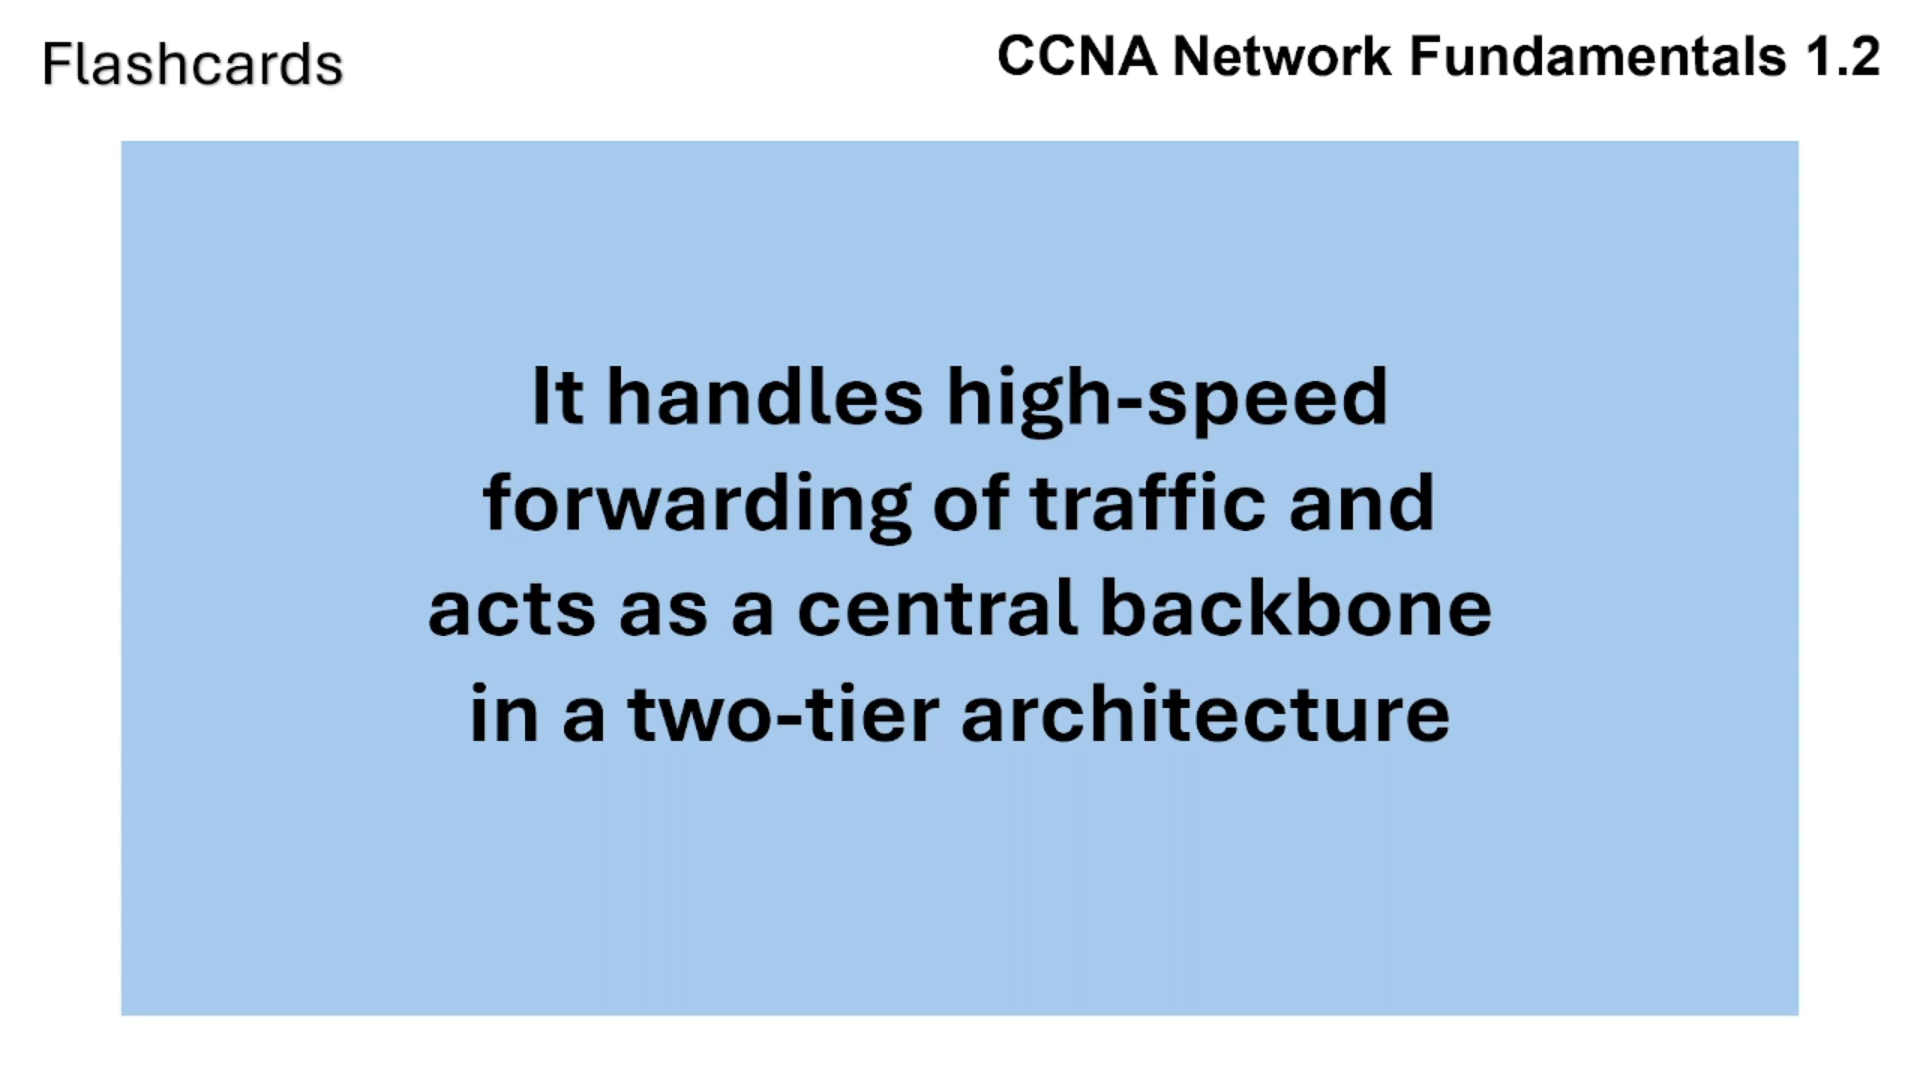 Flashcards
CCNA Network Fundamentals 1.2
It handles high-speed
forwarding of traffic and
acts as a central backbone
in a two-tier architecture